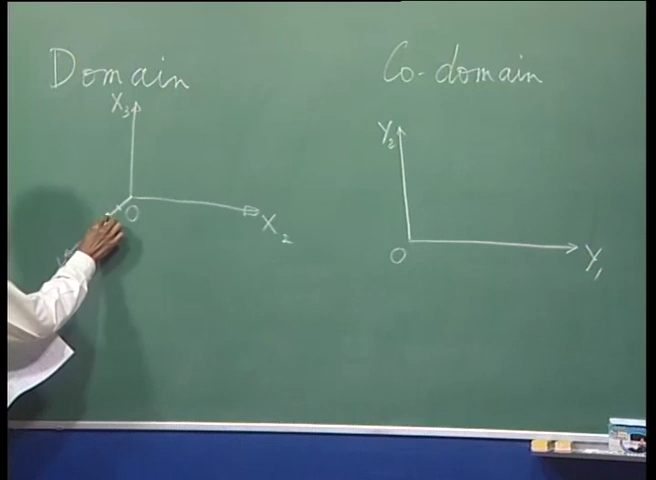 Domain
X₃
O
X₂
Co-domain
Y₂
O
Y₁